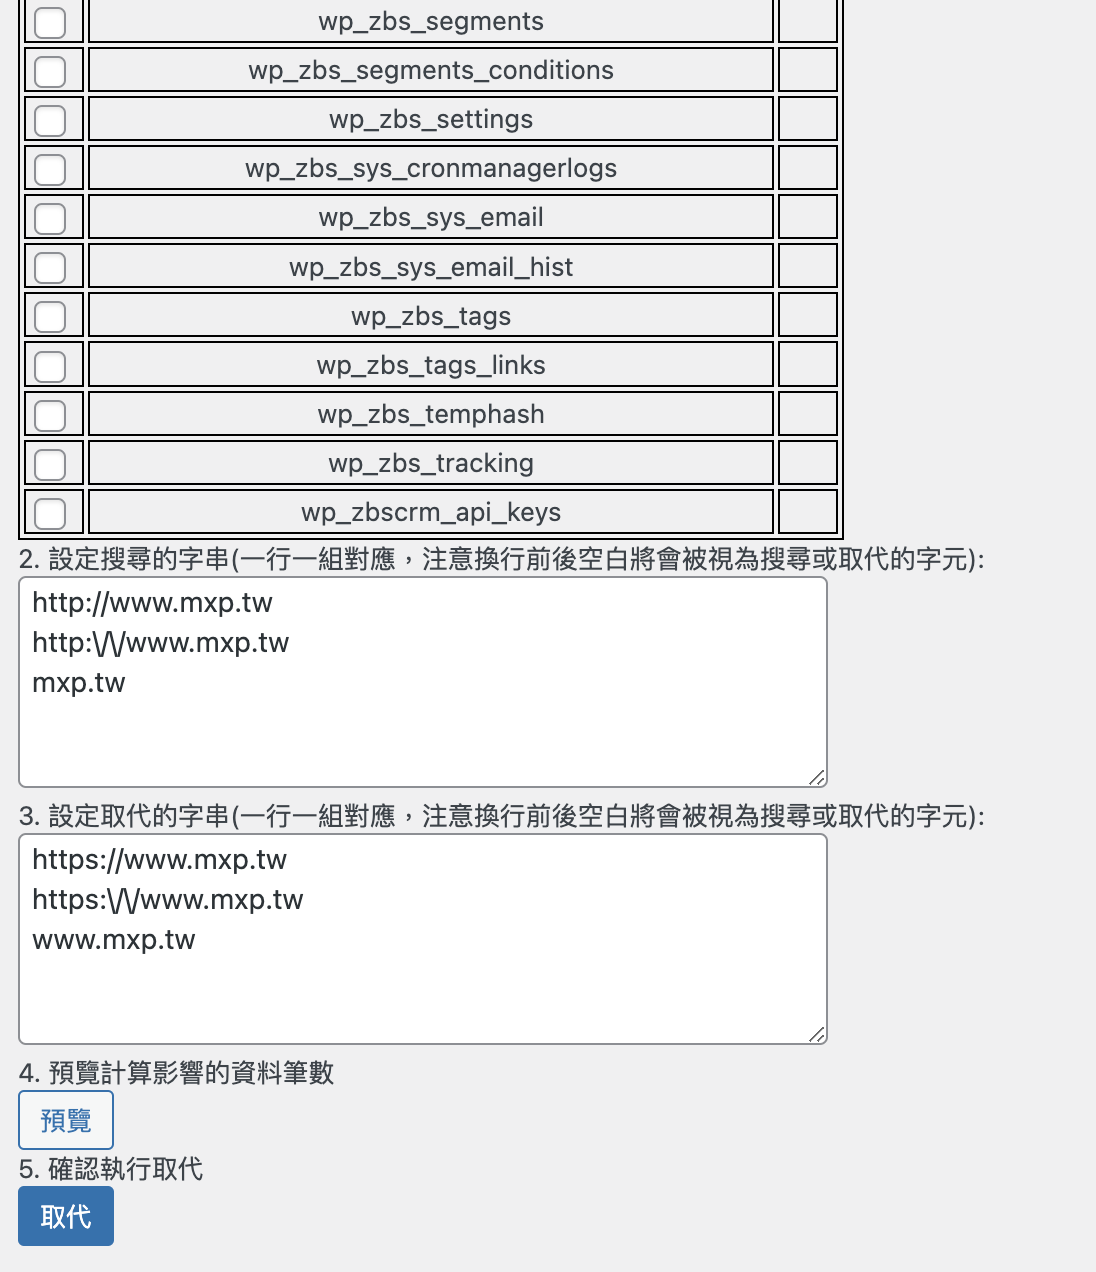 wp_zbs_segments
wp_zbs_segments_conditions
wp_zbs_settings
wp_zbs_sys_cronmanagerlogs
wp_zbs_sys_email
wp_zbs_sys_email_hist
wp_zbs_tags
wp_zbs_tags_links
wp_zbs_temphash
wp_zbs_tracking
wp_zbscrm_api_keys
2. 設定搜尋的字串(一行一組對應，注意換行前後空白將會被視為搜尋或取代的字元):
http://www.mxp.tw
http:\/\/www.mxp.tw
mxp.tw
3. 設定取代的字串(一行一組對應，注意換行前後空白將會被視為搜尋或取代的字元):
https://www.mxp.tw
https:\/\/www.mxp.tw
www.mxp.tw
4. 預覽計算影響的資料筆數
預覽
5. 確認執行取代
取代